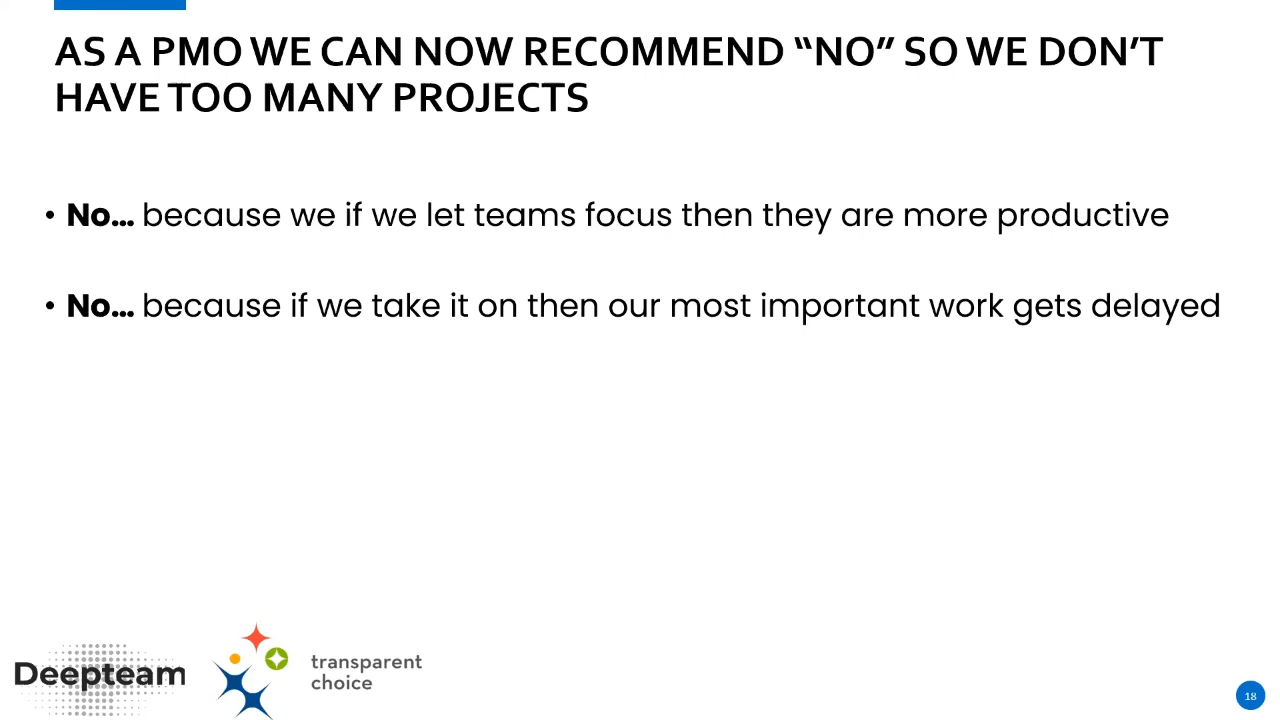 AS A PMO WE CAN NOW RECOMMEND “NO” SO WE DON’T
HAVE TOO MANY PROJECTS
• No... because we if we let teams focus then they are more productive
• No... because if we take it on then our most important work gets delayed
Deepteam
transparent
choice
18